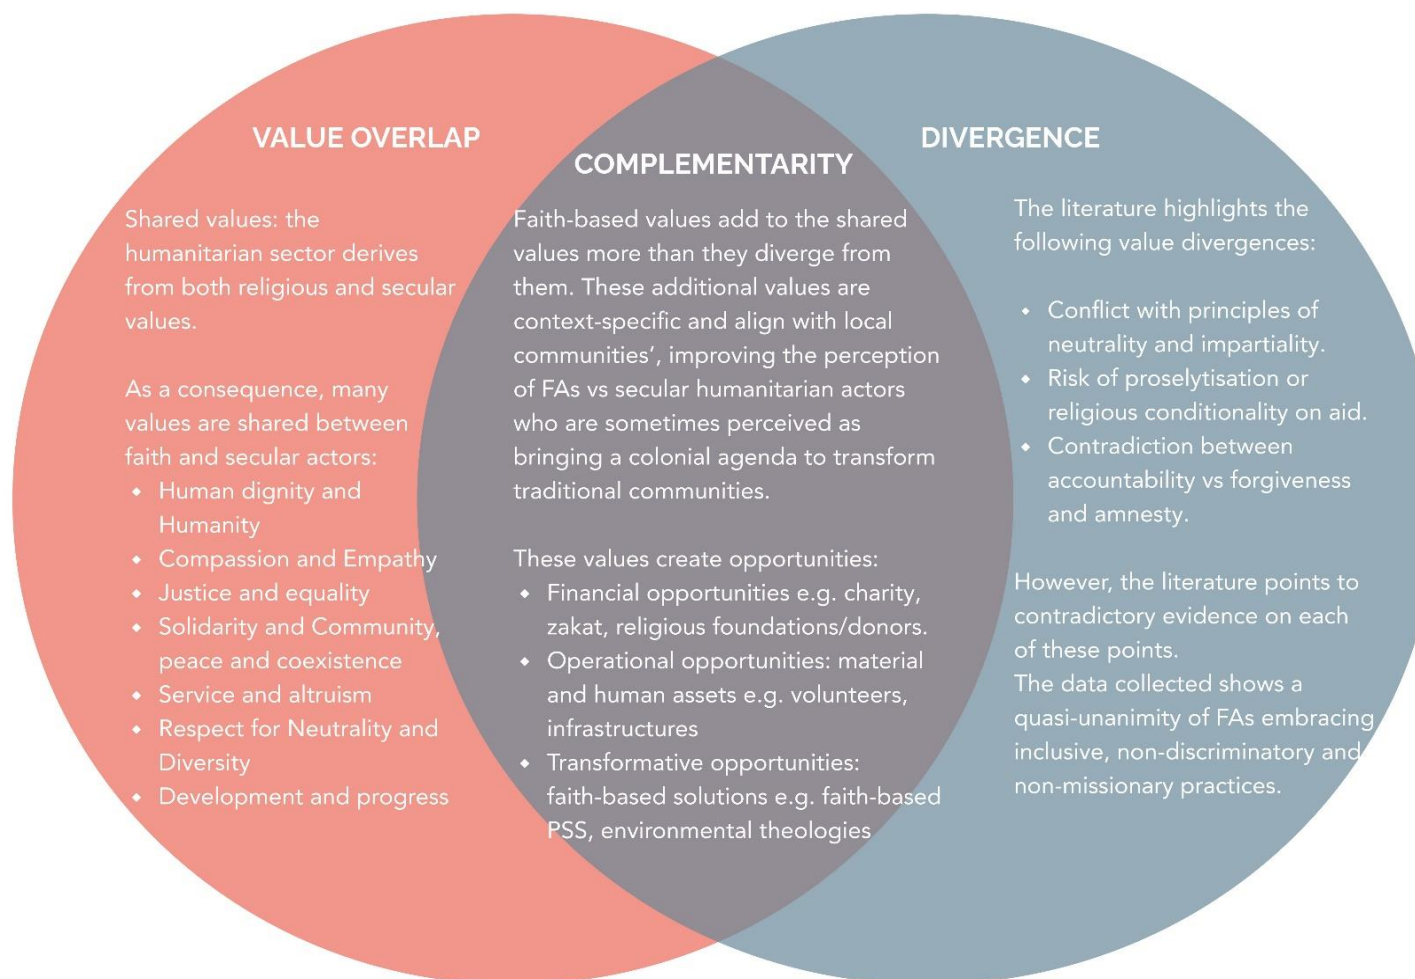 VALUE OVERLAP
Shared values: the
humanitarian sector derives
from both religious and secular
values.
As a consequence, many
values are shared between
faith and secular actors:
• Human dignity and
Humanity
• Compassion and Empathy
• Justice and equality
• Solidarity and Community,
peace and coexistence
• Service and altruism
• Respect for Neutrality and
Diversity
• Development and progress
COMPLEMENTARITY
Faith-based values add to the shared
values more than they diverge from
them. These additional values are
context-specific and align with local
communities’, improving the perception
of FAs vs secular humanitarian actors
who are sometimes perceived as
bringing a colonial agenda to transform
traditional communities.
These values create opportunities:
• Financial opportunities e.g. charity,
zakat, religious foundations/donors.
• Operational opportunities: material
and human assets e.g. volunteers,
infrastructures
• Transformative opportunities:
faith-based solutions e.g. faith-based
PSS, environmental theologies
DIVERGENCE
The literature highlights the
following value divergences:
• Conflict with principles of
neutrality and impartiality.
• Risk of proselytisation or
religious conditionality on aid.
• Contradiction between
accountability vs forgiveness
and amnesty.
However, the literature points to
contradictory evidence on each
of these points.
The data collected shows a
quasi-unanimity of FAs embracing
inclusive, non-discriminatory and
non-missionary practices.